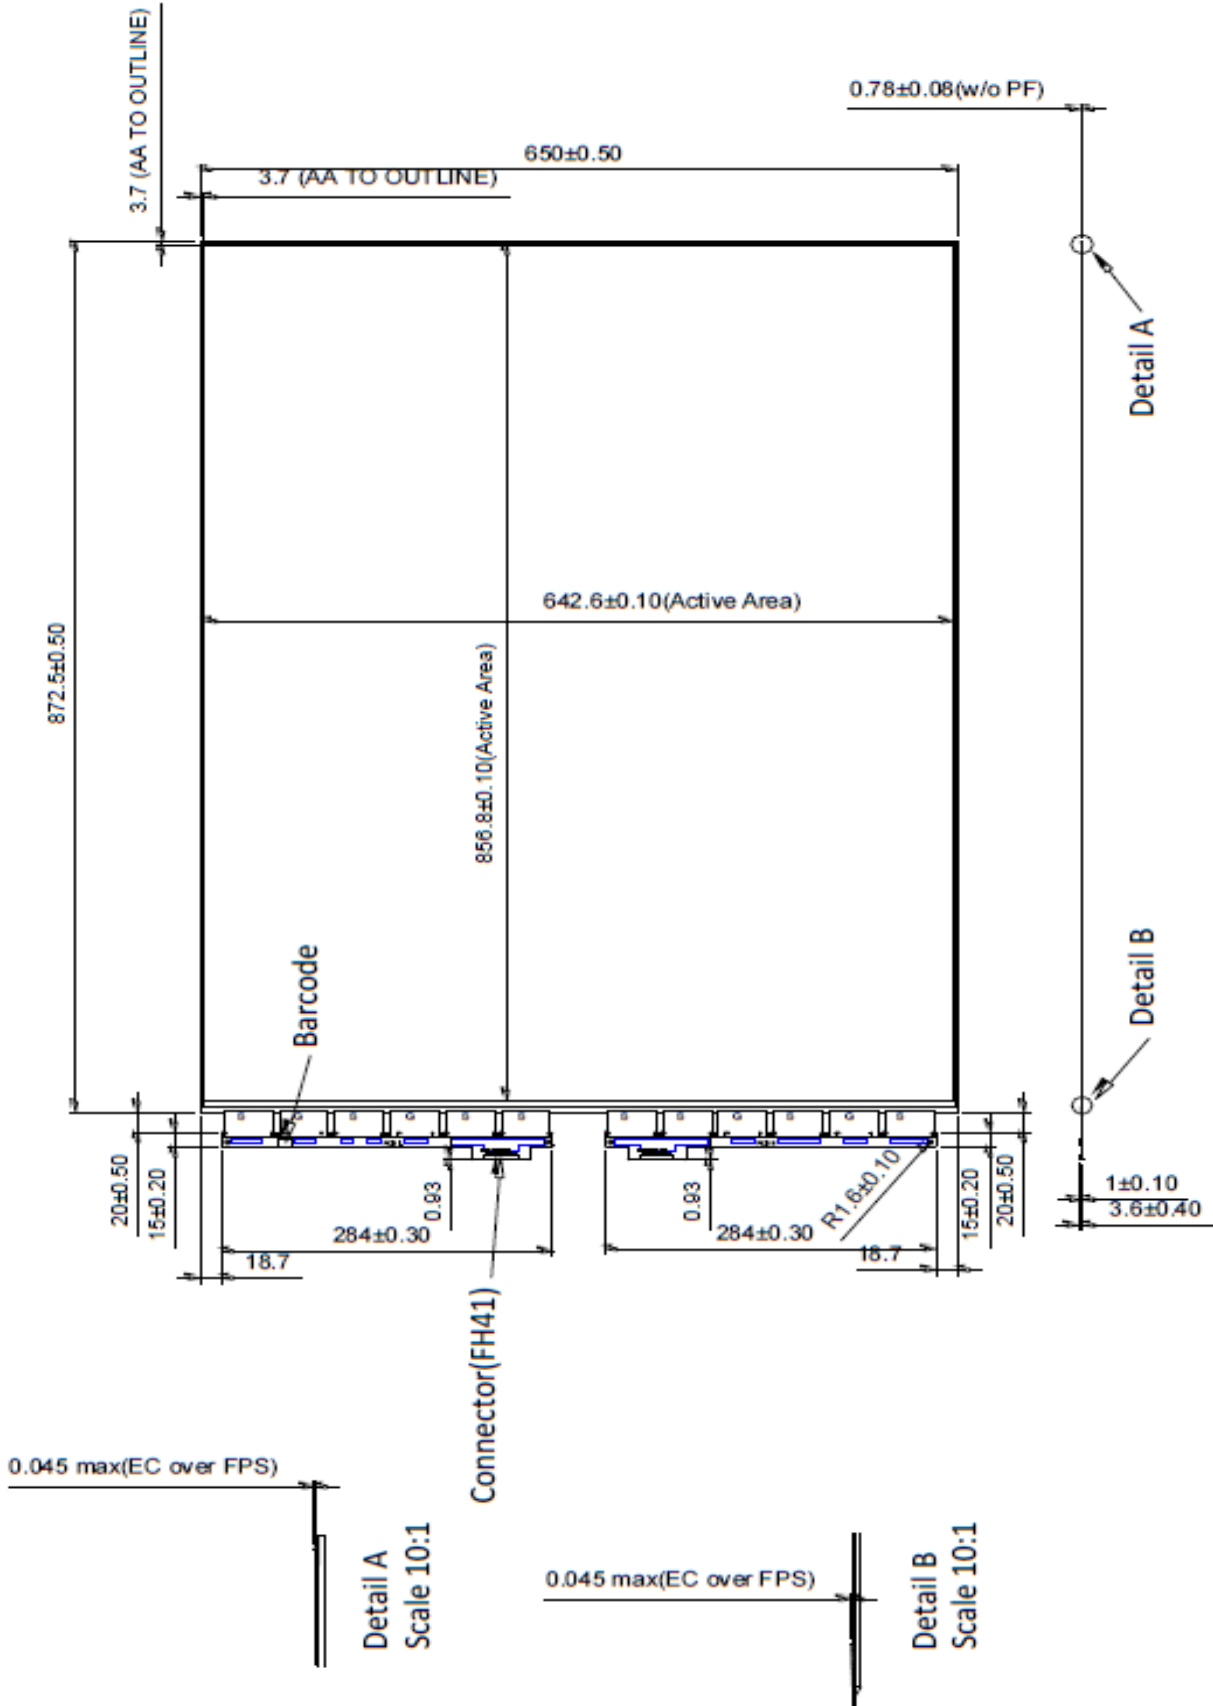 3.7 (AA TO OUTLINE)
0.78±0.08(w/o PF)
650±0.50
3.7 (AA TO OUTLINE)
Detail A
642.6±0.10(Active Area)
872.5±0.50
856.8±0.10(Active Area)
Barcode
Detail B
20±0.50
15±0.20
0.93
284±0.30
18.7
0.93
284±0.30
R1.6±0.10
18.7
15±0.20
20±0.50
1±0.10
3.6±0.40
Connector(FH41)
0.045 max(EC over FPS)
Detail A
Scale 10:1
0.045 max(EC over FPS)
Detail B
Scale 10:1